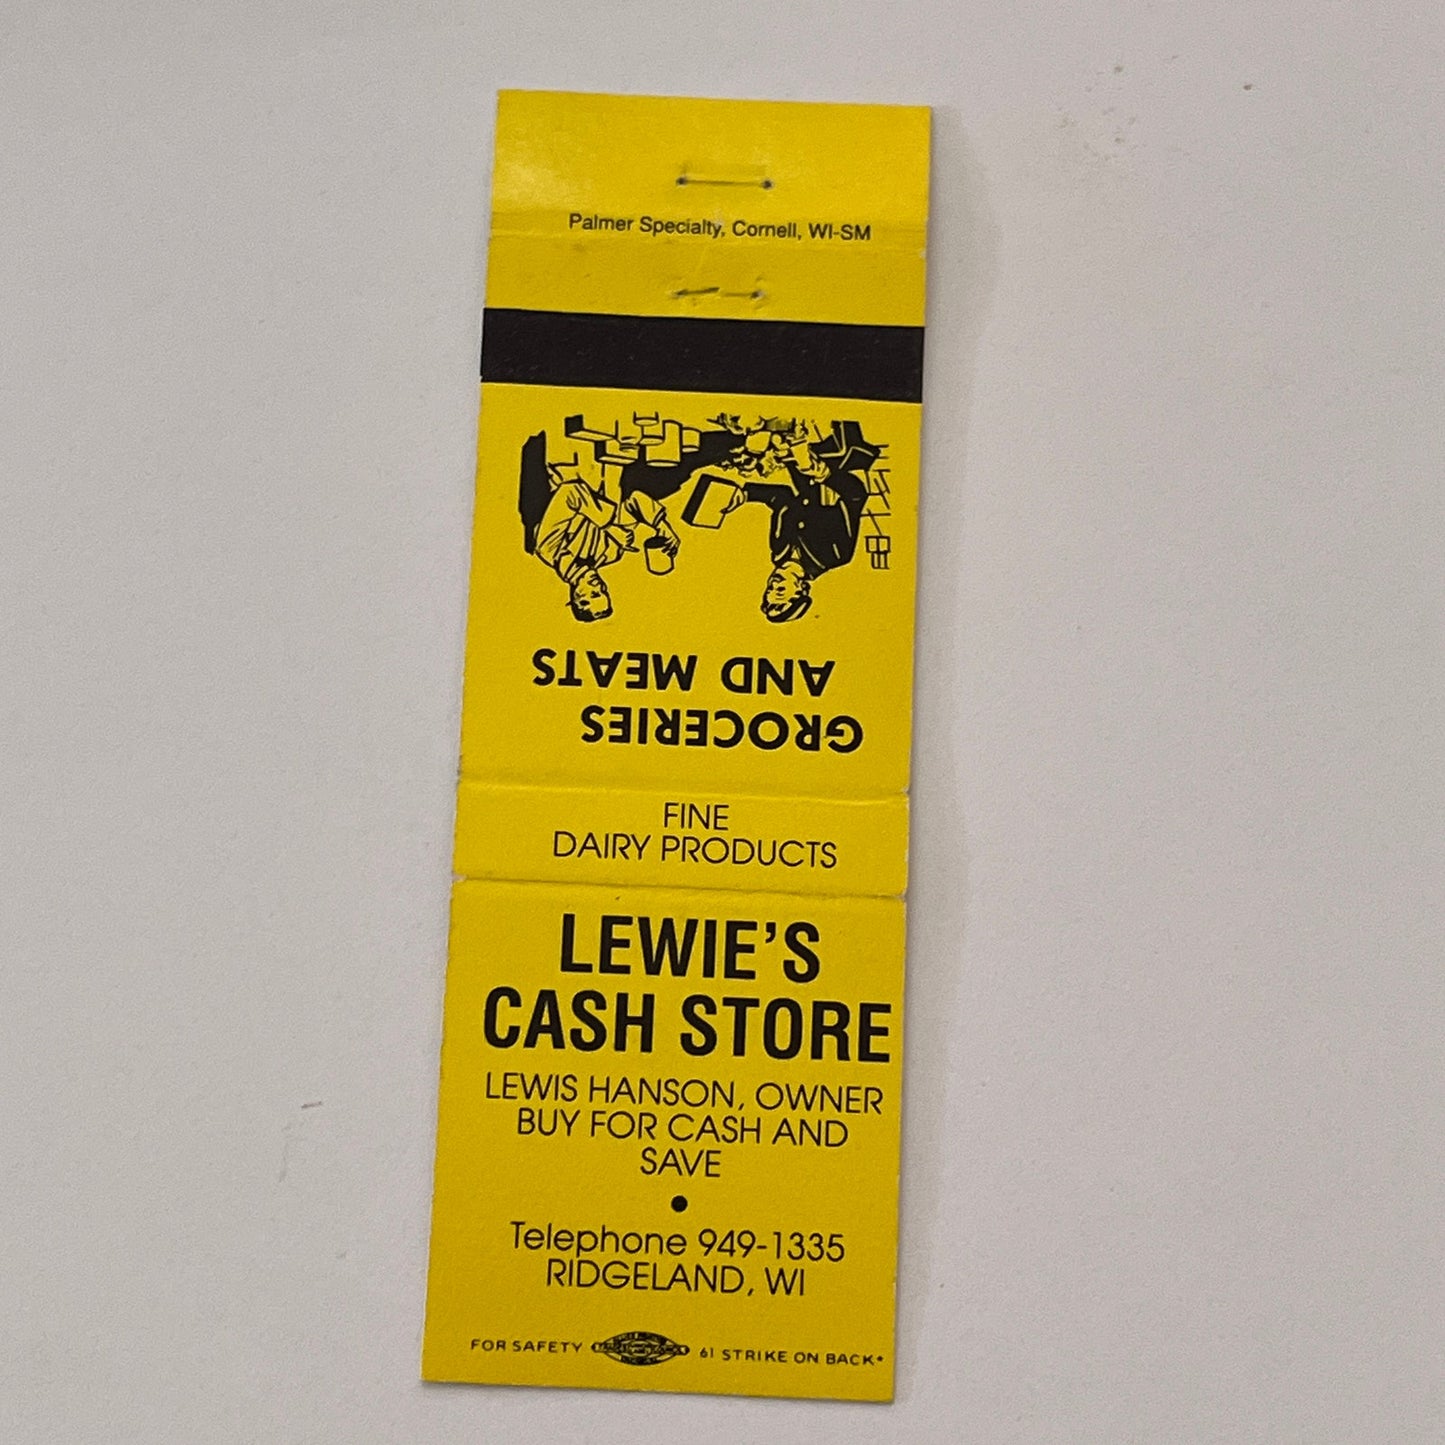 Palmer Specialty, Cornell, WI-SM
GROCERIES
AND MEATS
FINE
DAIRY PRODUCTS
LEWIE'S
CASH STORE
LEWIS HANSON, OWNER
BUY FOR CASH AND
SAVE
•
Telephone 949-1335
RIDGELAND, WI
FOR SAFETY 61 STRIKE ON BACK